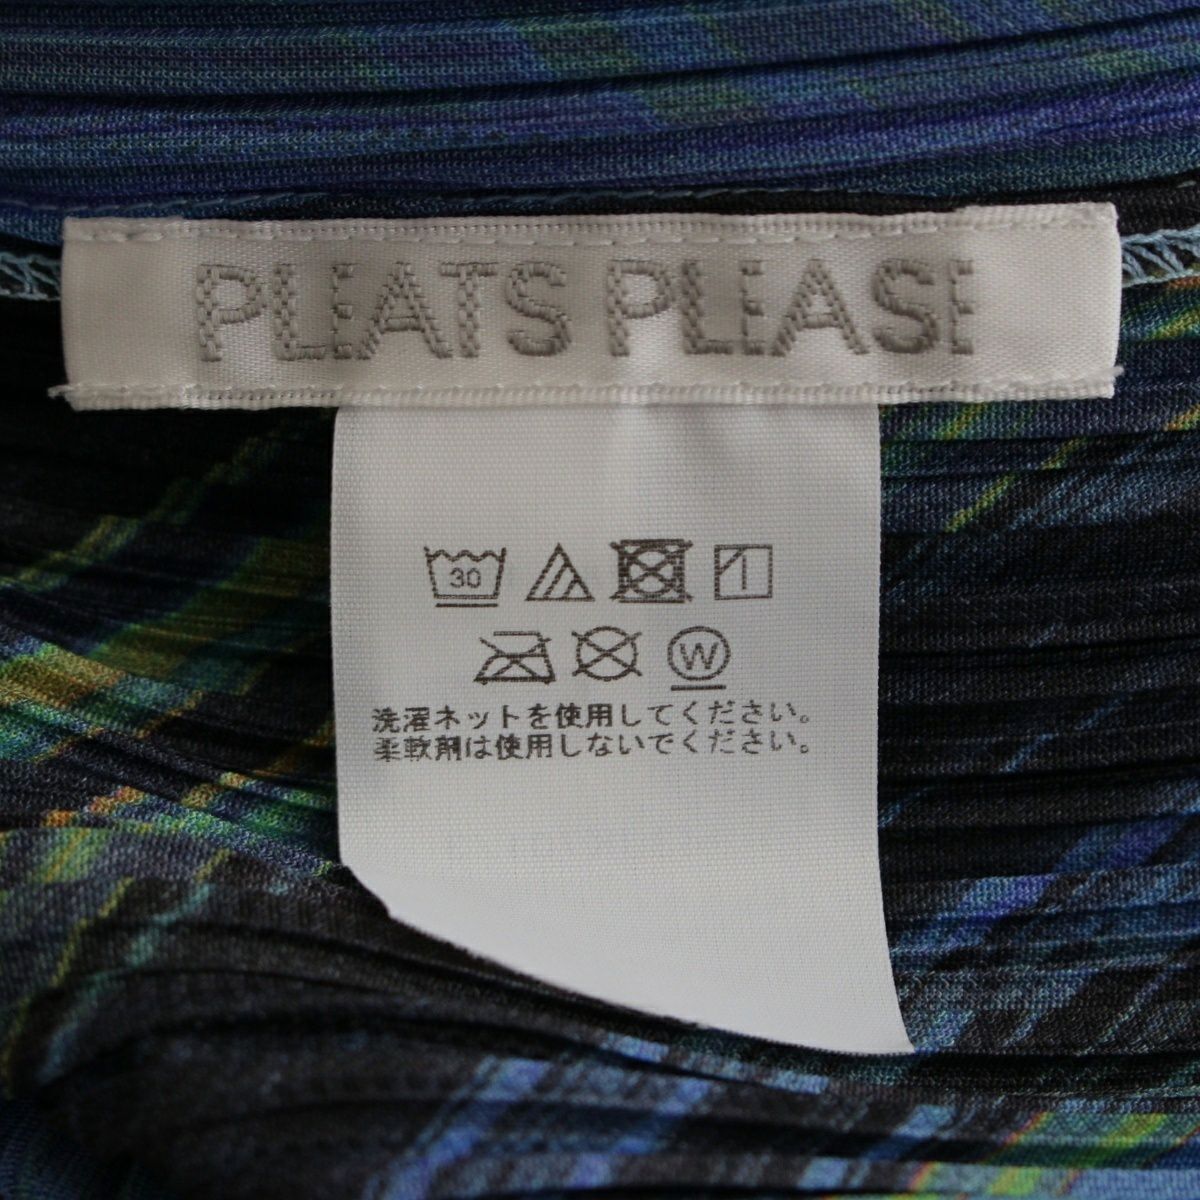 PLEATS PLEASE
30
W
洗濯ネットを使用してください。
柔軟剤は使用しないでください。